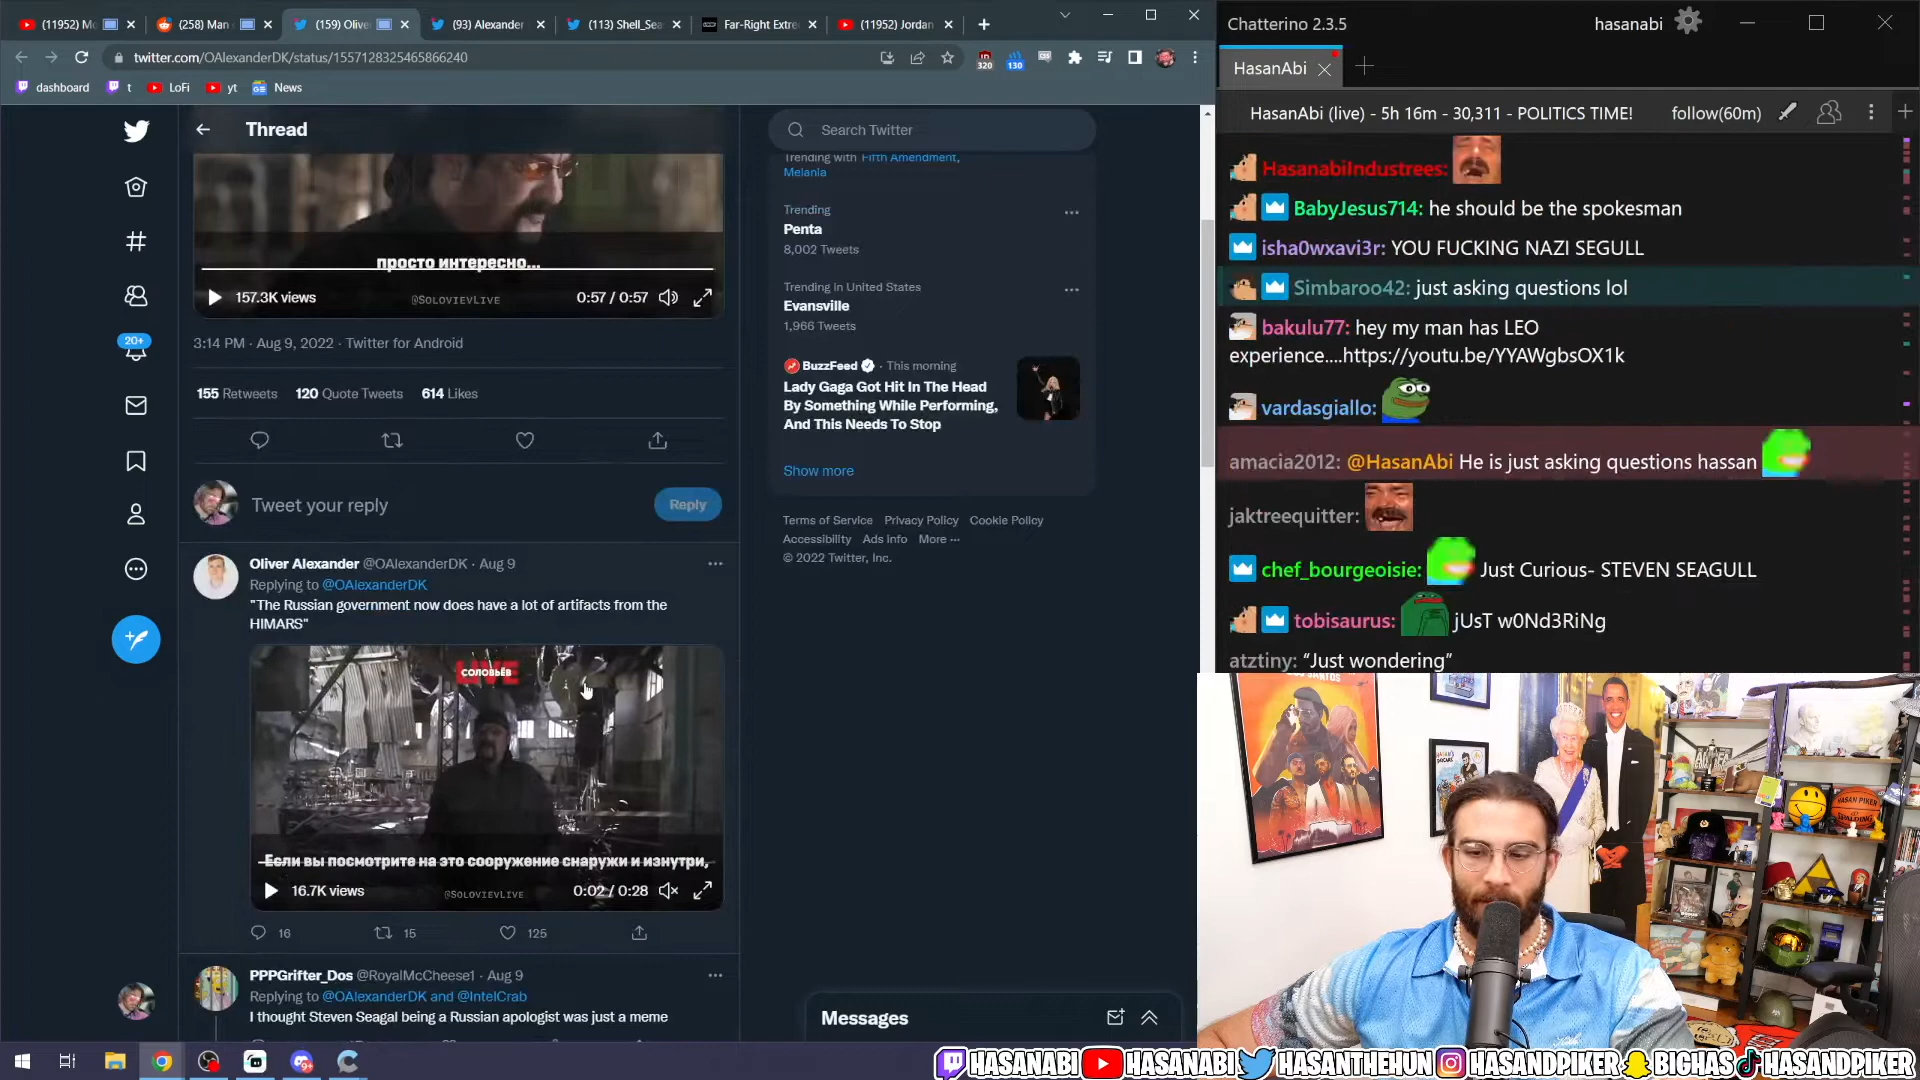 (11952) Mo
(258) Man
(159) Olive
(93) Alexander
(113) Shell_Sea
Far-Right Extre
(11952) Jordan
twitter.com/OAlexanderDK/status/1557128325465866240
320
130
dashboard
t
LoFi
yt
News
Thread
просто интересно...
157.3K views
@SOLOVIEVLIVE
0:57 / 0:57
3:14 PM · Aug 9, 2022 · Twitter for Android
155 Retweets 120 Quote Tweets 614 Likes
20+
Tweet your reply
Reply
Oliver Alexander @OAlexanderDK · Aug 9
Replying to @OAlexanderDK
"The Russian government now does have a lot of artifacts from the
HIMARS"
СОЛОВЬЁВ
LIVE
-Если вы посмотрите на это сооружение снаружи и изнутри,
16.7K views
@SOLOVIEVLIVE
0:02 / 0:28
16
15
125
PPPGrifter_Dos @RoyalMcCheese1 · Aug 9
Replying to @OAlexanderDK and @IntelCrab
I thought Steven Seagal being a Russian apologist was just a meme
Search Twitter
Trending with Fifth Amendment,
Melania
Trending
Penta
8,002 Tweets
Trending in United States
Evansville
1,966 Tweets
BuzzFeed · This morning
Lady Gaga Got Hit In The Head
By Something While Performing,
And This Needs To Stop
Show more
Terms of Service Privacy Policy Cookie Policy
Accessibility Ads info More ···
© 2022 Twitter, Inc.
Messages
Chatterino 2.3.5
hasanabi
HasanAbi
HasanAbi (live) - 5h 16m - 30,311 - POLITICS TIME!
follow(60m)
HasanabiIndustrees:
BabyJesus714: he should be the spokesman
isha0wxavi3r: YOU FUCKING NAZI SEGULL
Simbaroo42: just asking questions lol
bakulu77: hey my man has LEO
experience....https://youtu.be/YYAWgbsOX1k
vardasgiallo:
amacia2012: @HasanAbi He is just asking questions hassan
jaktreequitter:
chef_bourgeoisie: Just Curious- STEVEN SEAGULL
tobisaurus: jUsT w0Nd3RiNg
atztiny: “Just wondering”
HASAN PIKER
HASANABI
HASANABI
HASANTHEHUN
HASANDPIKER
BIGHAS
HASANDPIKER